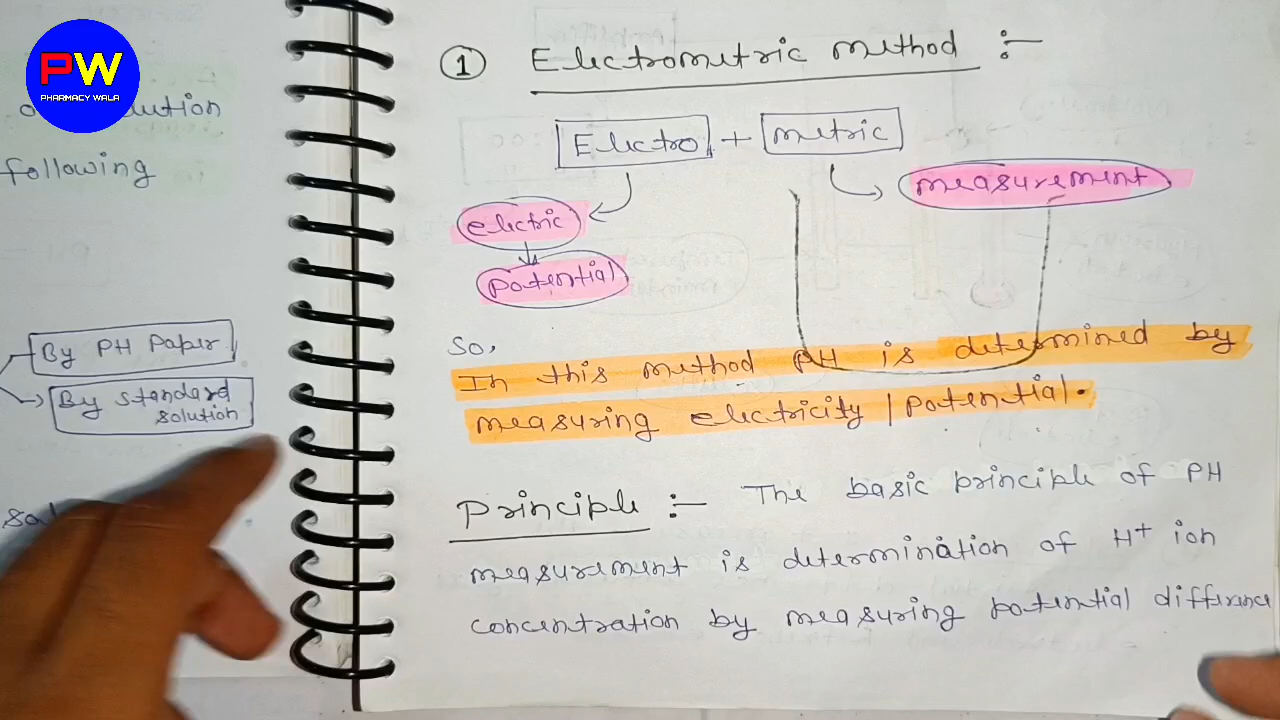 PW
PHARMACY WALA
following
By PH Paper
By standard
solution
① Electrometric method :-
Electro + metric
measurement
electric
potential
So,
In this method PH is determined by
measuring electricity / potential.
Principle :- The basic principle of PH
measurement is determination of H+ ion
concentration by measuring potential difference